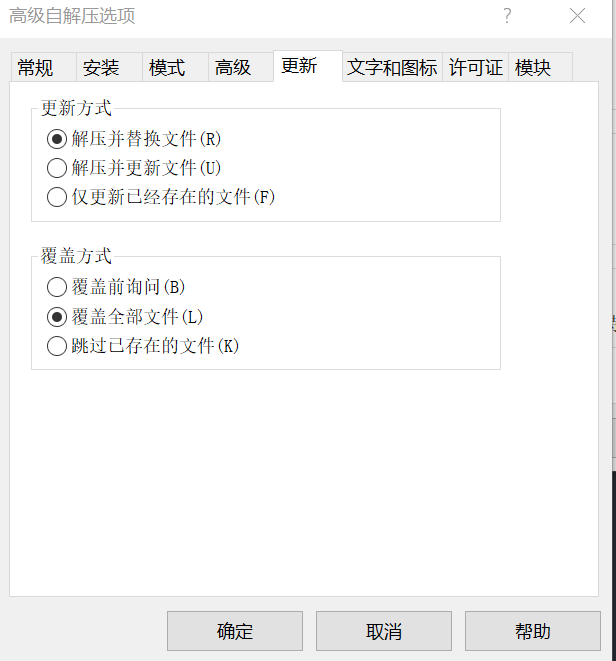 高级自解压选项
常规 安装 模式 高级 更新 文字和图标 许可证 模块
更新方式
解压并替换文件(R)
解压并更新文件(U)
仅更新已经存在的文件(F)
覆盖方式
覆盖前询问(B)
覆盖全部文件(L)
跳过已存在的文件(K)
确定 取消 帮助